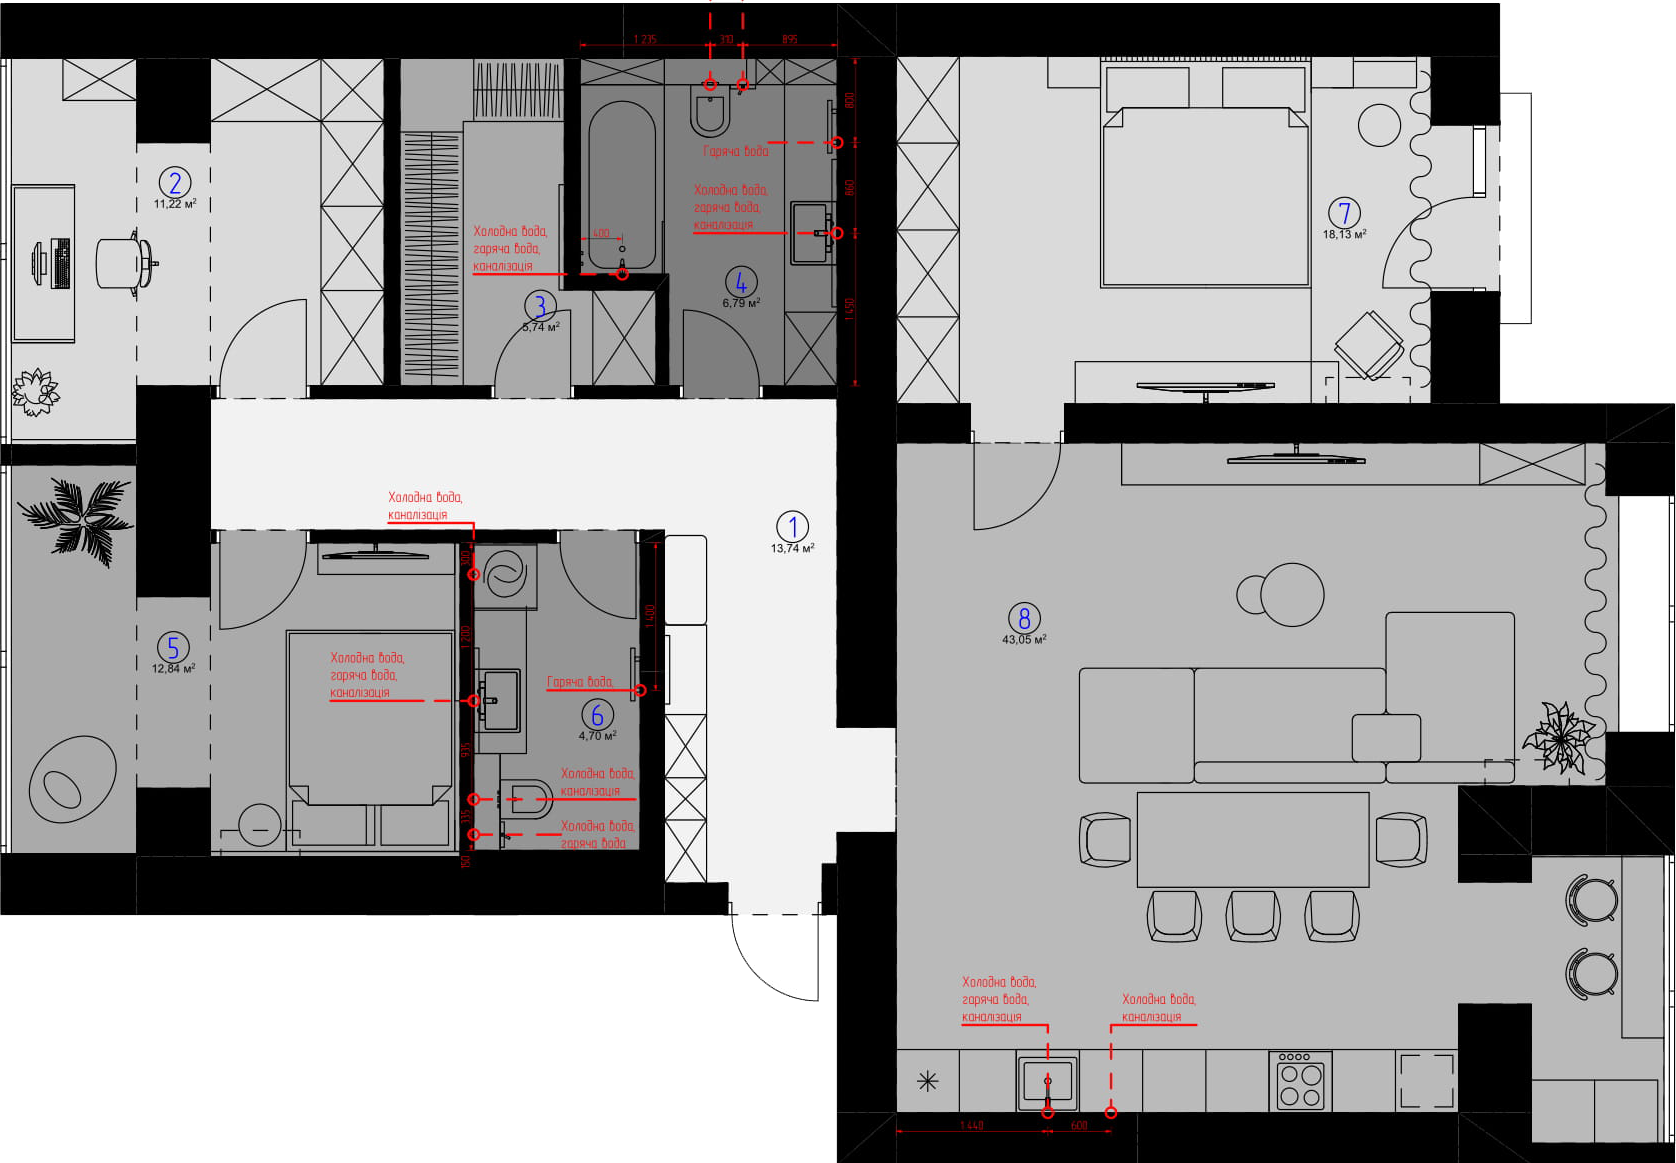 1 235
310
895
800
860
1 450
2
11,22 м²
Гаряча вода
Холодна вода,
гаряча вода,
каналізація
400
Холодна вода,
гаряча вода,
каналізація
3
5,74 м²
4
6,79 м²
7
18,13 м²
Холодна вода,
каналізація
1
13,74 м²
300
1 200
935
335
150
1 400
5
12,84 м²
Холодна вода,
гаряча вода,
каналізація
Гаряча вода,
6
4,70 м²
Холодна вода,
каналізація
Холодна вода,
гаряча вода
8
43,05 м²
Холодна вода,
гаряча вода,
каналізація
Холодна вода,
каналізація
1 440
600